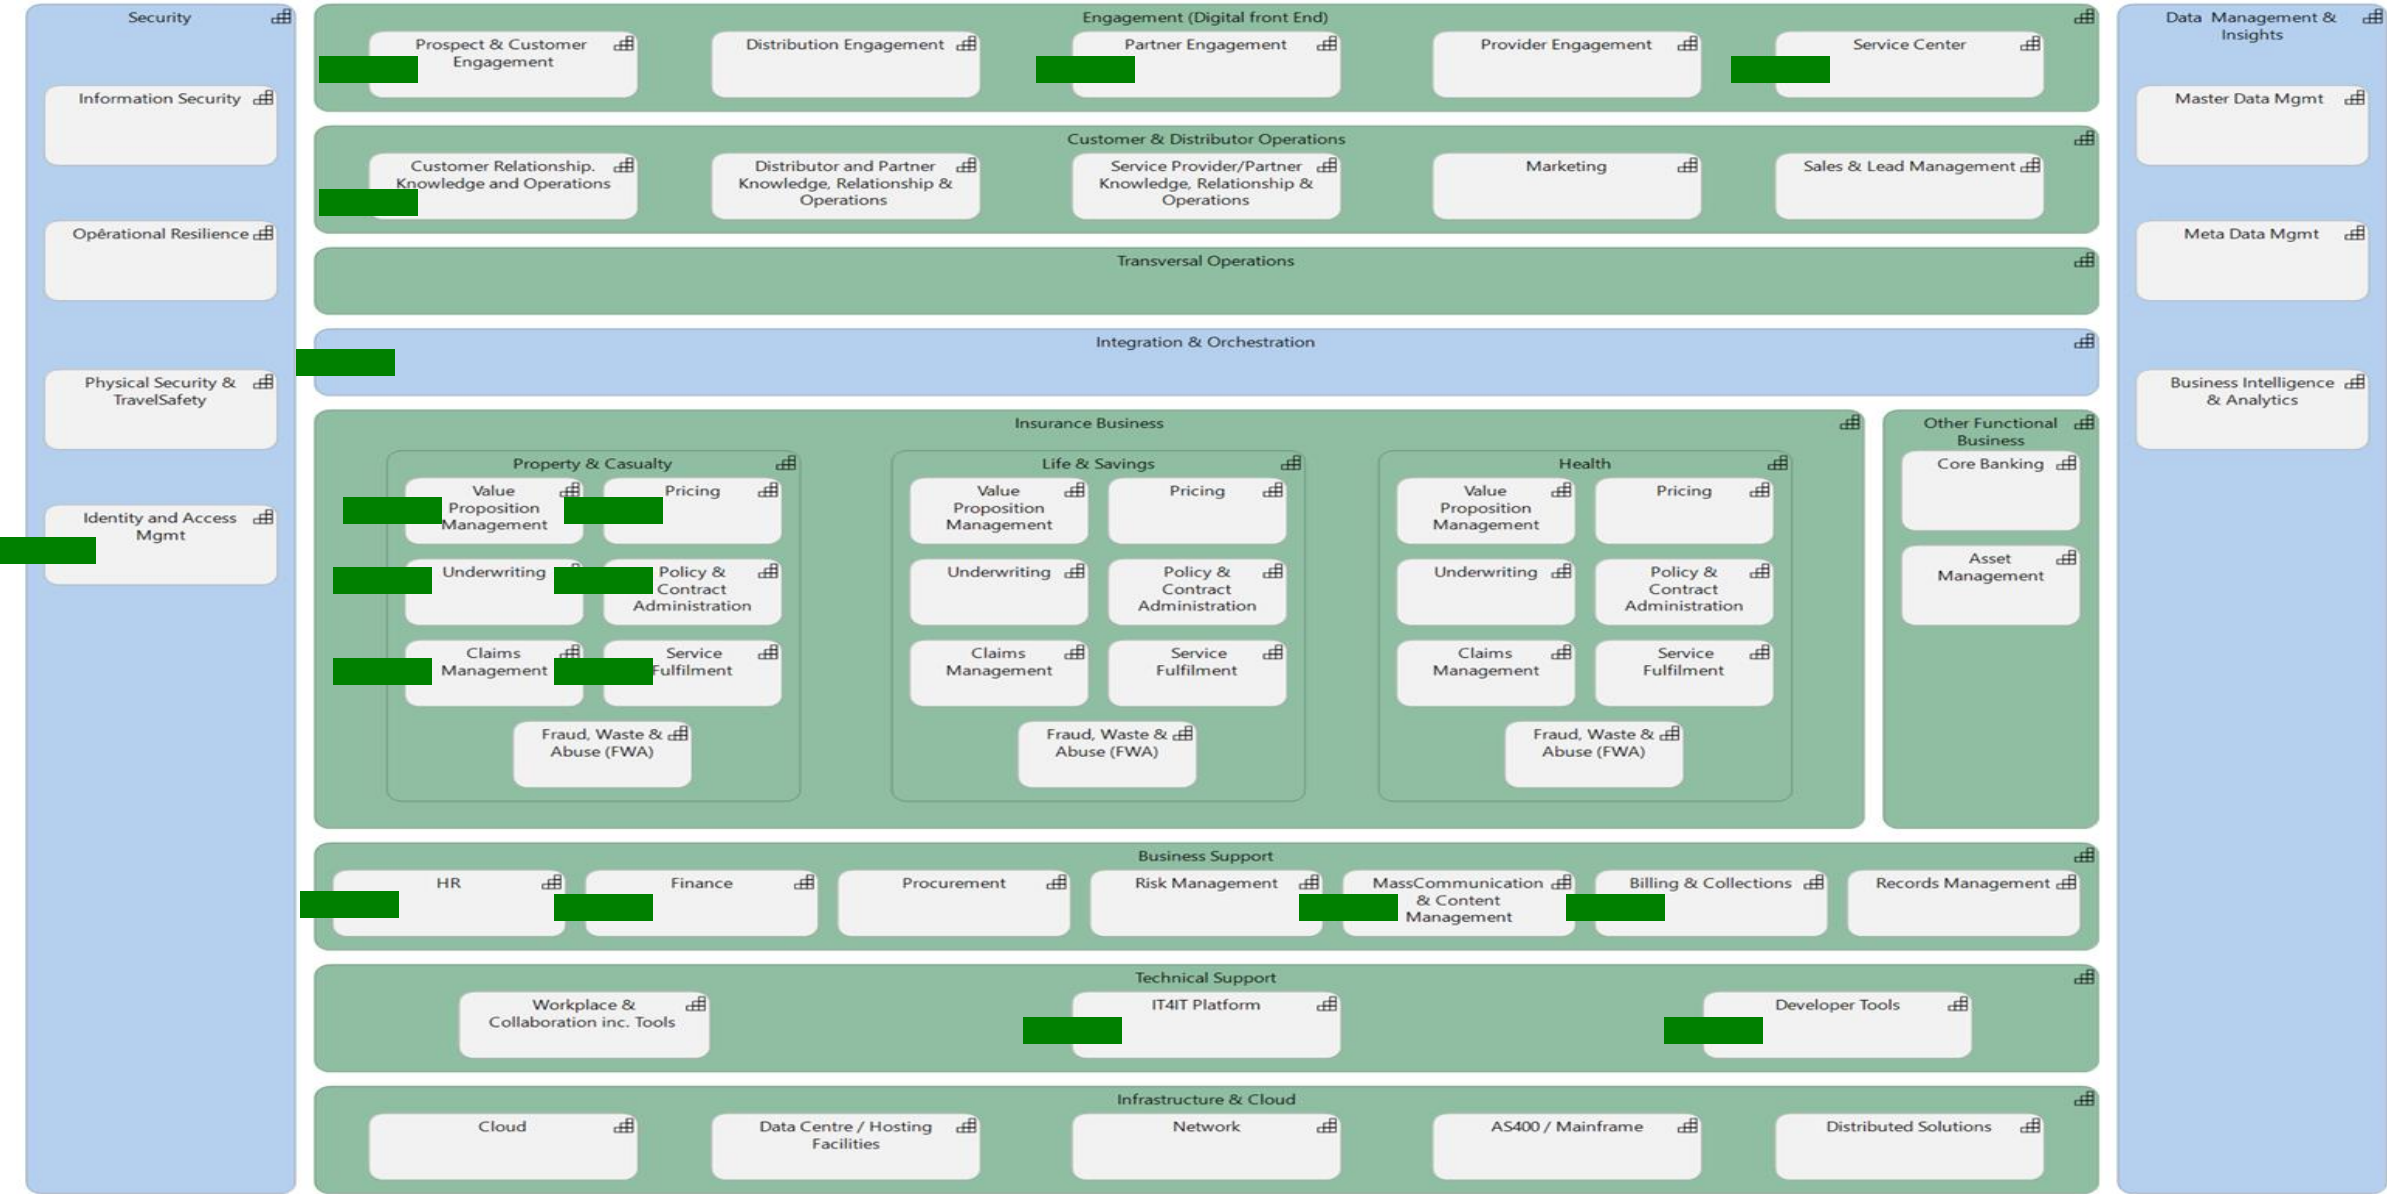 Security
Information Security
Opêrational Resilience
Physical Security &
TravelSafety
Identity and Access
Mgmt
Engagement (Digital front End)
Prospect & Customer
Engagement
Distribution Engagement
Partner Engagement
Provider Engagement
Service Center
Customer & Distributor Operations
Customer Relationship.
Knowledge and Operations
Distributor and Partner
Knowledge, Relationship &
Operations
Service Provider/Partner
Knowledge, Relationship &
Operations
Marketing
Sales & Lead Management
Transversal Operations
Integration & Orchestration
Insurance Business
Property & Casualty
Value
Proposition
Management
Pricing
Underwriting
Policy &
Contract
Administration
Claims
Management
Service
Fulfilment
Fraud, Waste &
Abuse (FWA)
Life & Savings
Value
Proposition
Management
Pricing
Underwriting
Policy &
Contract
Administration
Claims
Management
Service
Fulfilment
Fraud, Waste &
Abuse (FWA)
Health
Value
Proposition
Management
Pricing
Underwriting
Policy &
Contract
Administration
Claims
Management
Service
Fulfilment
Fraud, Waste &
Abuse (FWA)
Other Functional
Business
Core Banking
Asset
Management
Business Support
HR
Finance
Procurement
Risk Management
MassCommunication
& Content
Management
Billing & Collections
Records Management
Technical Support
Workplace &
Collaboration inc. Tools
IT4IT Platform
Developer Tools
Infrastructure & Cloud
Cloud
Data Centre / Hosting
Facilities
Network
AS400 / Mainframe
Distributed Solutions
Data  Management &
Insights
Master Data Mgmt
Meta Data Mgmt
Business Intelligence
& Analytics